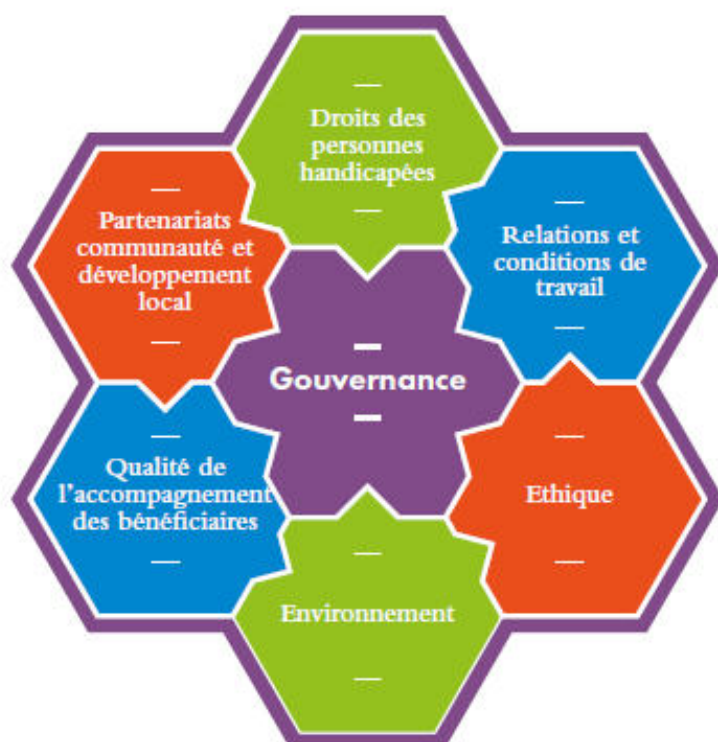 Droits des
personnes
handicapées
Partenariats
communauté et
développement
local
Relations et
conditions de
travail
Gouvernance
Qualité de
l'accompagnement
des bénéficiaires
Ethique
Environnement